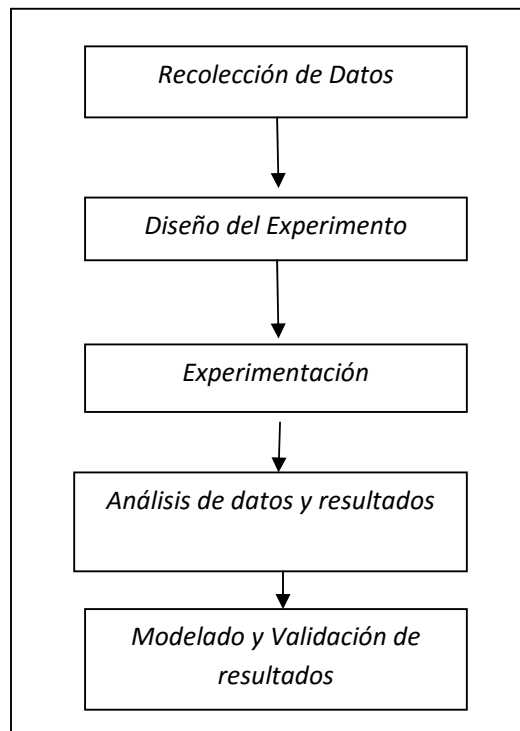 Recolección de Datos
Diseño del Experimento
Experimentación
Análisis de datos y resultados
Modelado y Validación de
resultados